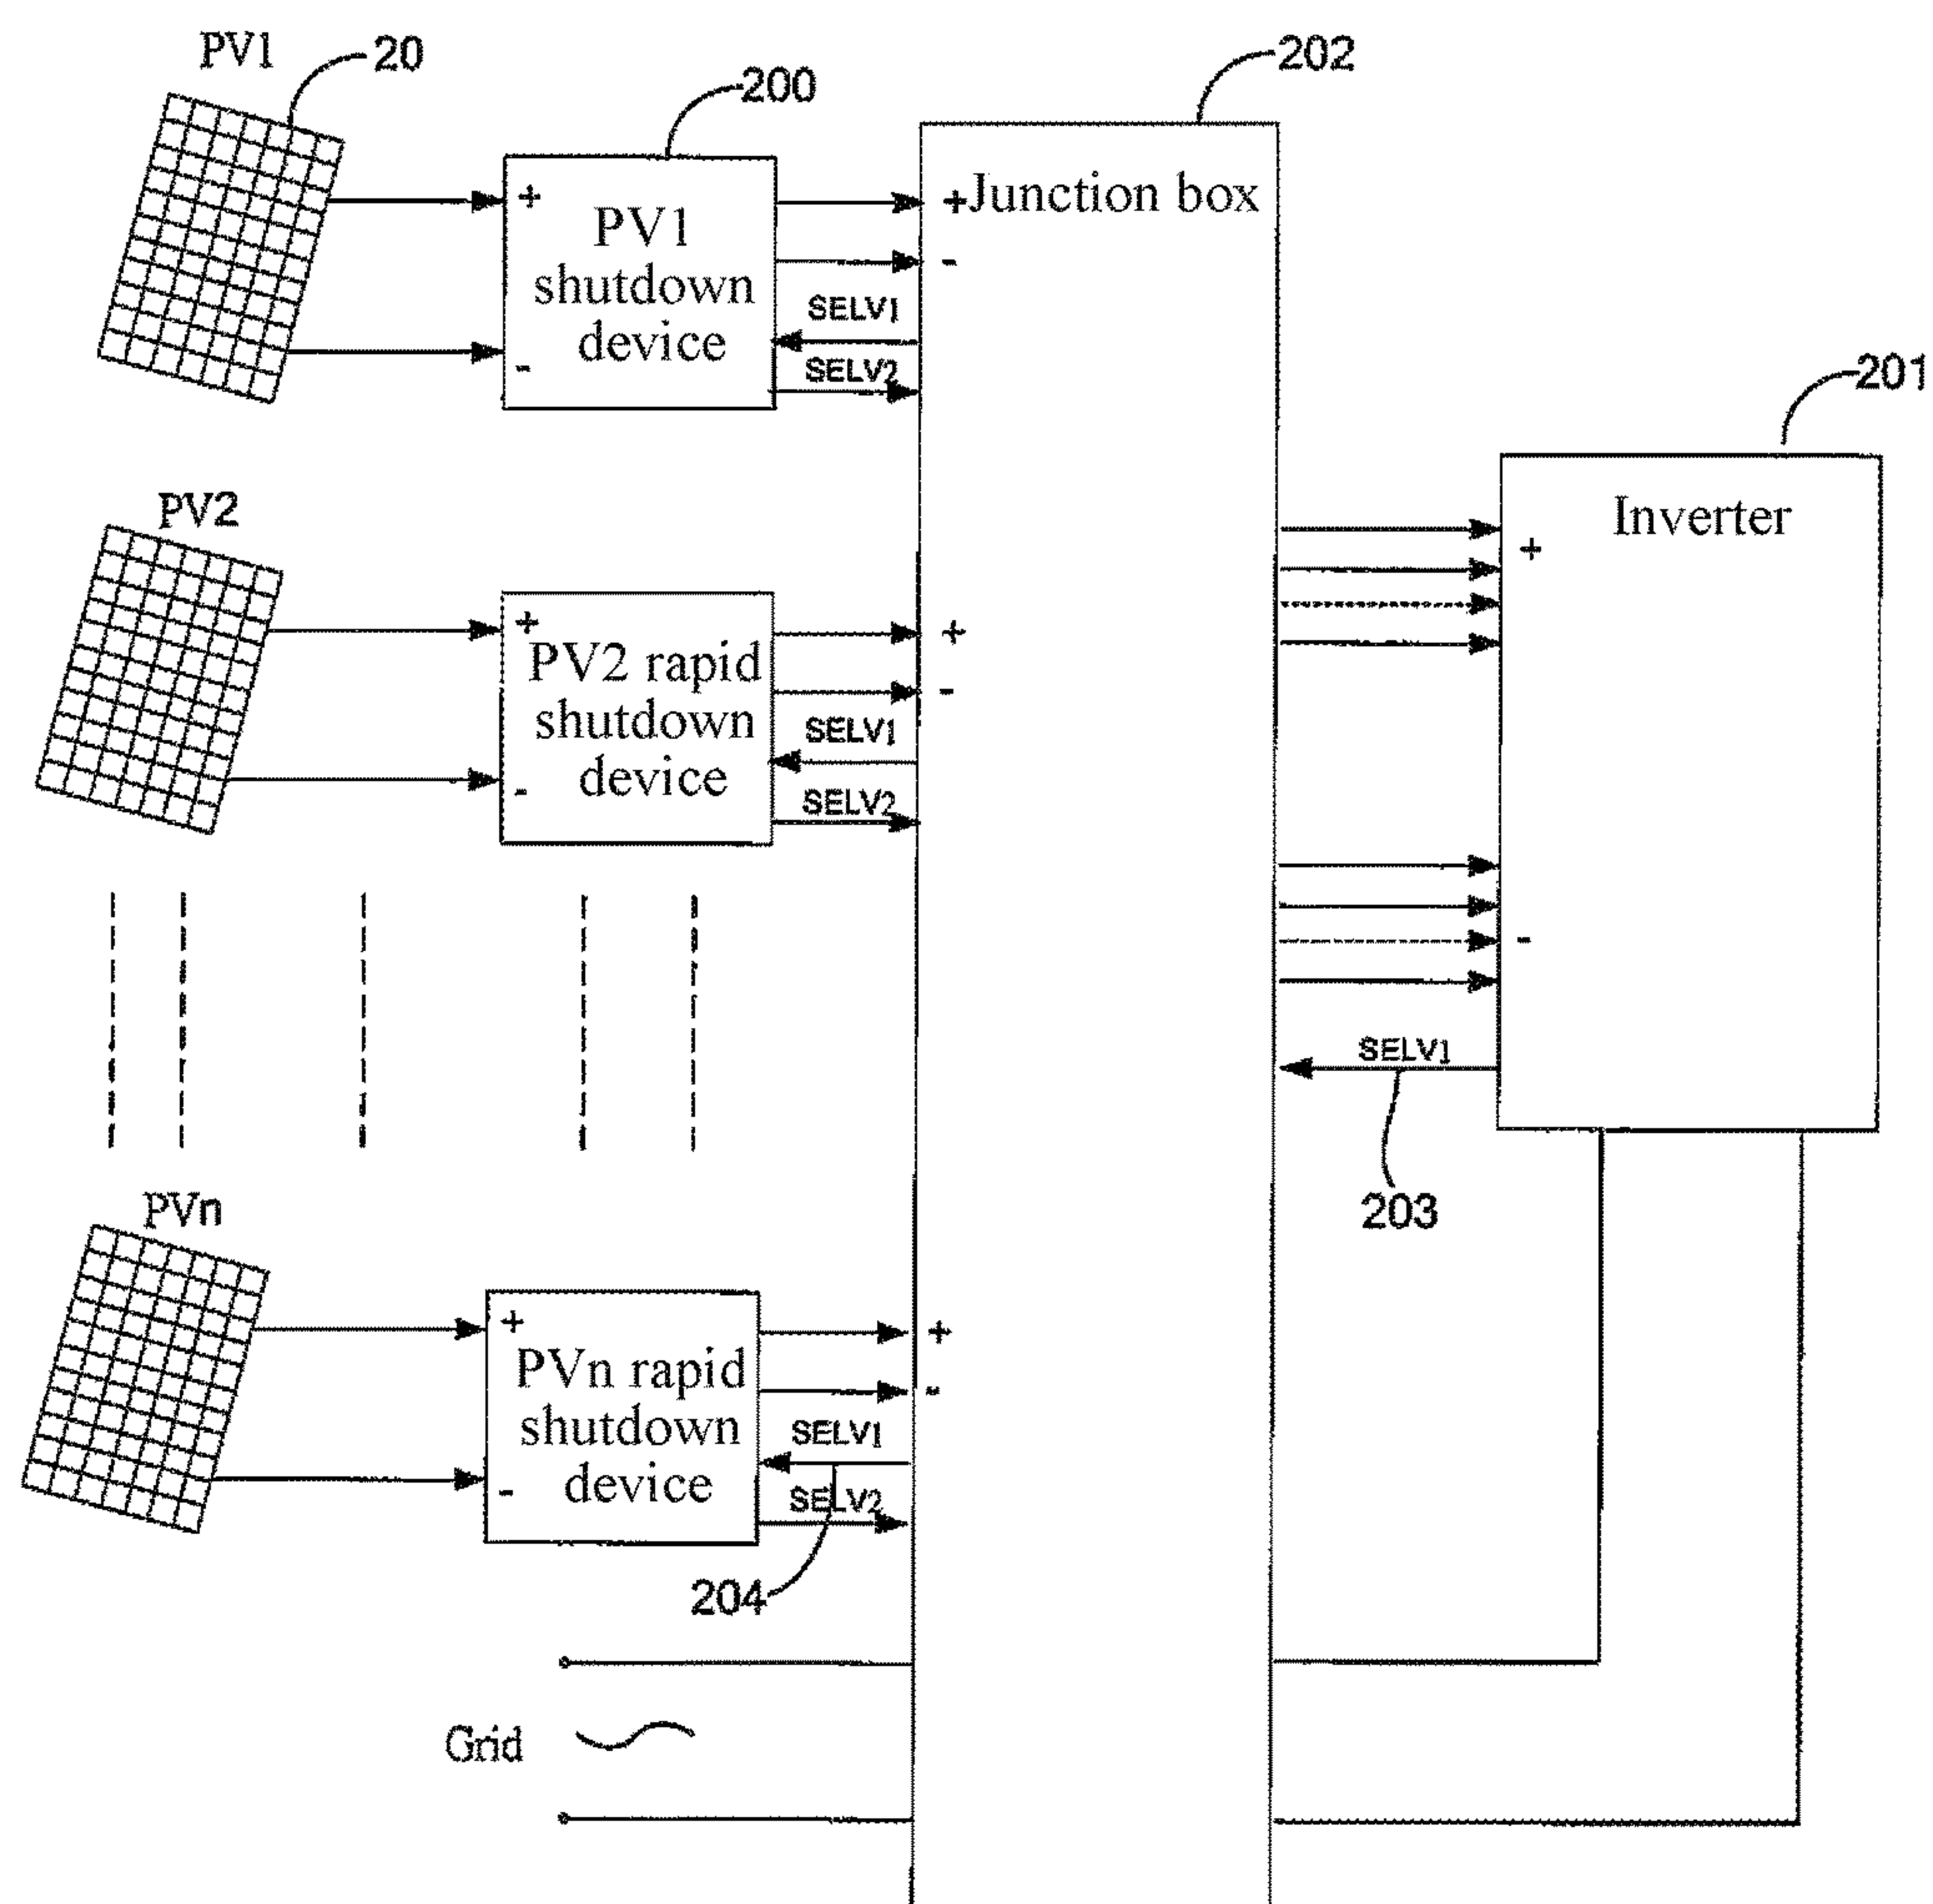 PV1
20
200
202
+
PV1
shutdown
device
-
+Junction box
-
SELV1
SELV2
201
PV2
+
PV2 rapid
shutdown
device
-
+
-
SELV1
SELV2
Inverter
+
-
SELV1
203
PVn
+
PVn rapid
shutdown
device
-
+
-
SELV1
SELV2
204
Grid